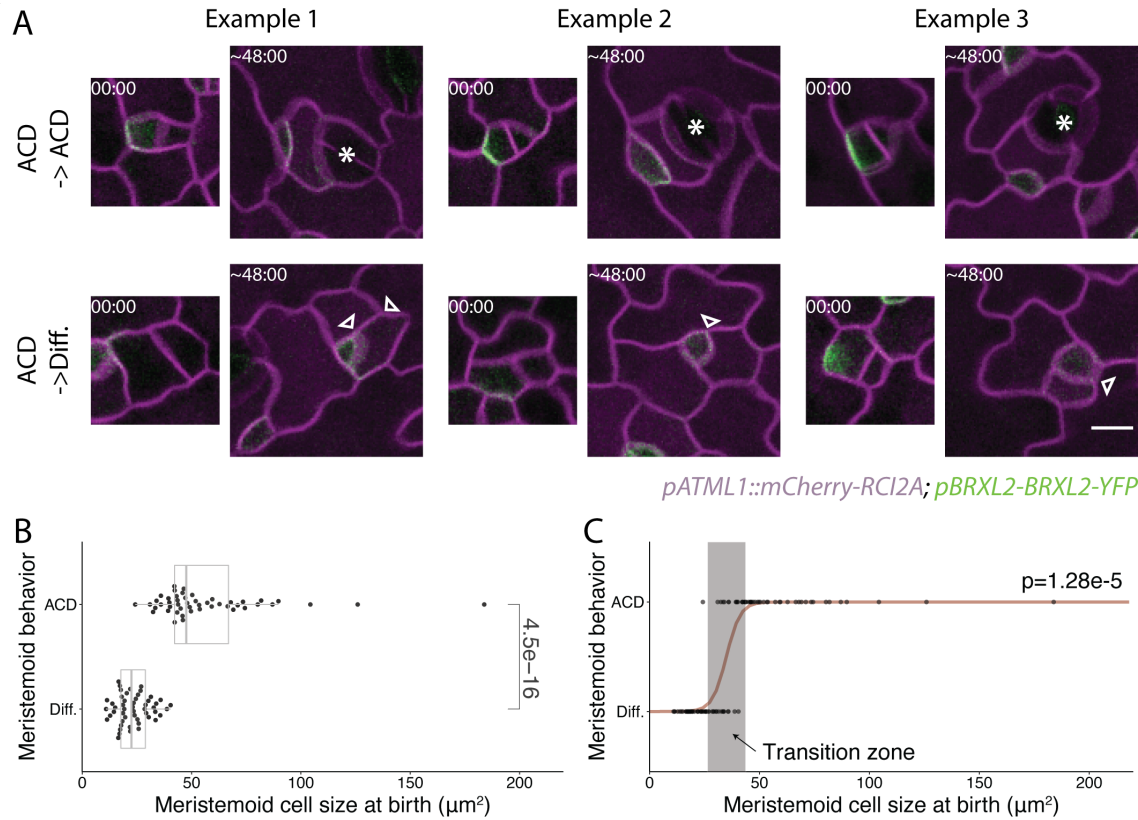 A
Example 1
Example 2
Example 3
ACD
-> ACD
00:00
~48:00
*
00:00
~48:00
*
00:00
~48:00
*
ACD
->Diff.
00:00
~48:00
00:00
~48:00
00:00
~48:00
pATML1::mCherry-RCI2A; pBRXL2-BRXL2-YFP
B
Meristemoid behavior
ACD
Diff.
4.5e-16
0
50
100
150
200
Meristemoid cell size at birth (μm²)
C
Meristemoid behavior
ACD
Diff.
p=1.28e-5
Transition zone
0
50
100
150
200
Meristemoid cell size at birth (μm²)